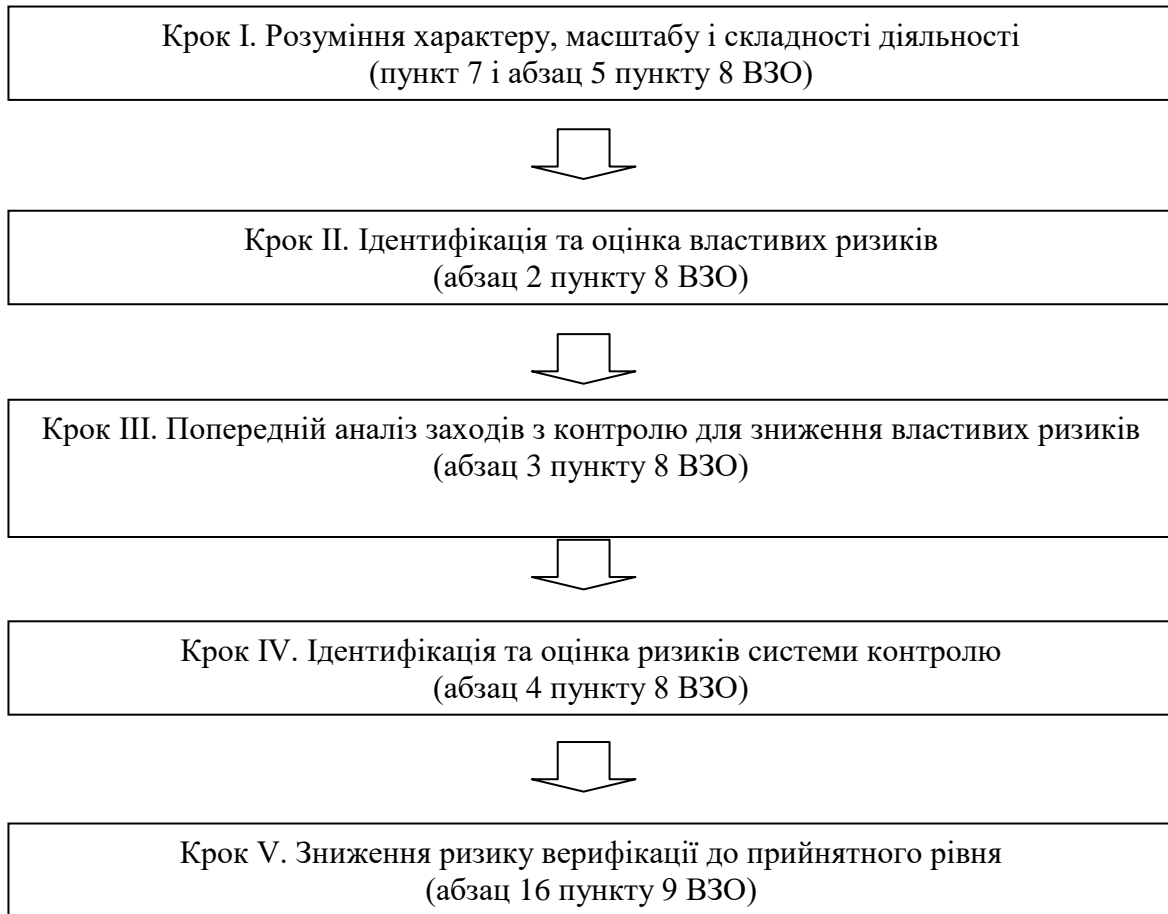 Крок I. Розуміння характеру, масштабу і складності діяльності
(пункт 7 і абзац 5 пункту 8 ВЗО)
Крок II. Ідентифікація та оцінка властивих ризиків
(абзац 2 пункту 8 ВЗО)
Крок III. Попередній аналіз заходів з контролю для зниження властивих ризиків
(абзац 3 пункту 8 ВЗО)
Крок IV. Ідентифікація та оцінка ризиків системи контролю
(абзац 4 пункту 8 ВЗО)
Крок V. Зниження ризику верифікації до прийнятного рівня
(абзац 16 пункту 9 ВЗО)